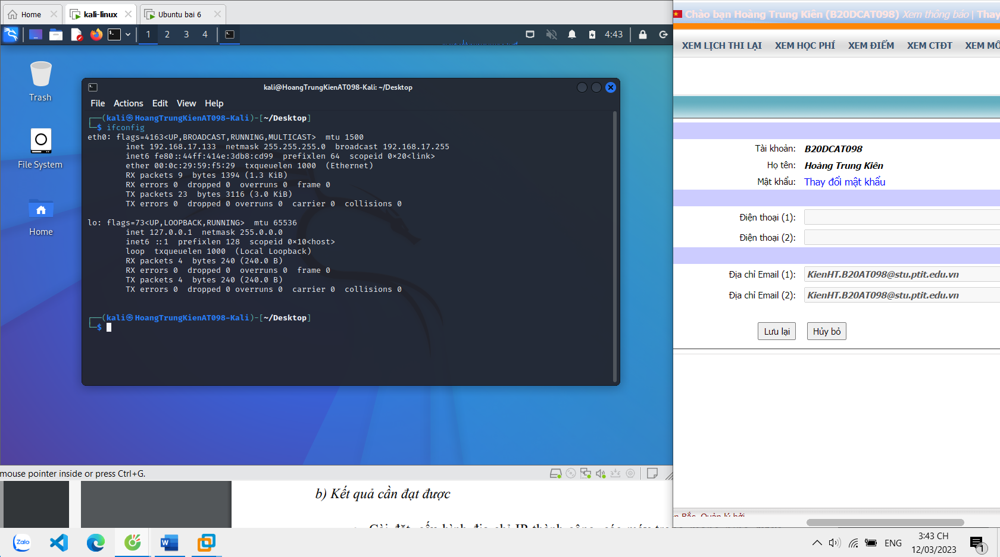 Home
kali-linux
Ubuntu bai 6
1 2 3 4
4:43
Trash
File System
Home
kali@HoangTrungKienAT098-Kali: ~/Desktop
File Actions Edit View Help
┌──(kali㉿HoangTrungKienAT098-Kali)-[~/Desktop]
└─$ ifconfig
eth0: flags=4163<UP,BROADCAST,RUNNING,MULTICAST>  mtu 1500
inet 192.168.17.133  netmask 255.255.255.0  broadcast 192.168.17.255
inet6 fe80::44ff:414e:3db8:cd99  prefixlen 64  scopeid 0×20<link>
ether 00:0c:29:59:f5:29  txqueuelen 1000  (Ethernet)
RX packets 9  bytes 1394 (1.3 KiB)
RX errors 0  dropped 0  overruns 0  frame 0
TX packets 23  bytes 3116 (3.0 KiB)
TX errors 0  dropped 0 overruns 0  carrier 0  collisions 0
lo: flags=73<UP,LOOPBACK,RUNNING>  mtu 65536
inet 127.0.0.1  netmask 255.0.0.0
inet6 ::1  prefixlen 128  scopeid 0×10<host>
loop  txqueuelen 1000  (Local Loopback)
RX packets 4  bytes 240 (240.0 B)
RX errors 0  dropped 0  overruns 0  frame 0
TX packets 4  bytes 240 (240.0 B)
TX errors 0  dropped 0 overruns 0  carrier 0  collisions 0
┌──(kali㉿HoangTrungKienAT098-Kali)-[~/Desktop]
└─$
mouse pointer inside or press Ctrl+G.
b) Kết quả cần đạt được
Chào bạn Hoàng Trung Kiên (B20DCAT098) Xem thông báo | Thay
XEM LỊCH THI LẠI XEM HỌC PHÍ XEM ĐIỂM XEM CTĐT XEM MÔ
Tài khoản: B20DCAT098
Họ tên: Hoàng Trung Kiên
Mật khẩu: Thay đổi mật khẩu
Điện thoại (1):
Điện thoại (2):
Địa chỉ Email (1): KienHT.B20AT098@stu.ptit.edu.vn
Địa chỉ Email (2): KienHT.B20AT098@stu.ptit.edu.vn
Lưu lại Hủy bỏ
Zalo
ENG
3:43 CH
12/03/2023
1